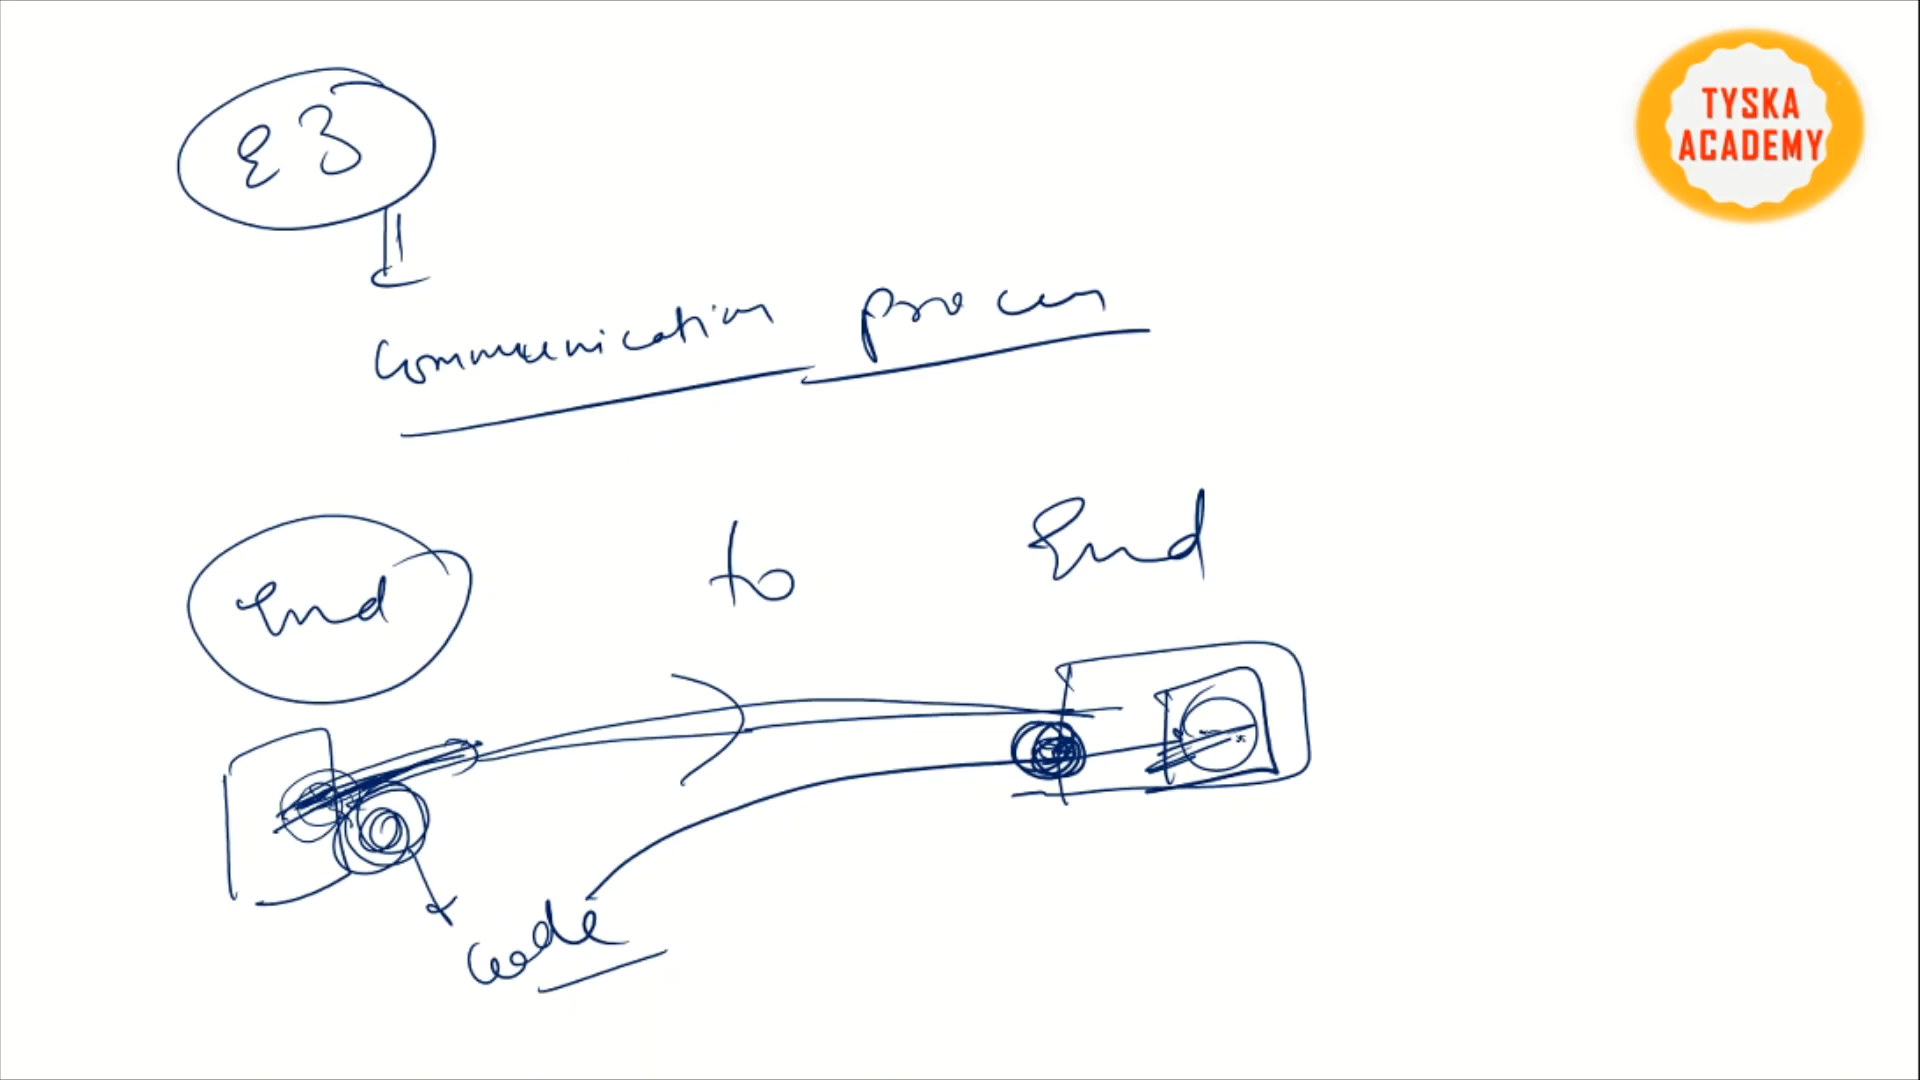 TYSKA
ACADEMY
E3
Communication process
End to End
Code